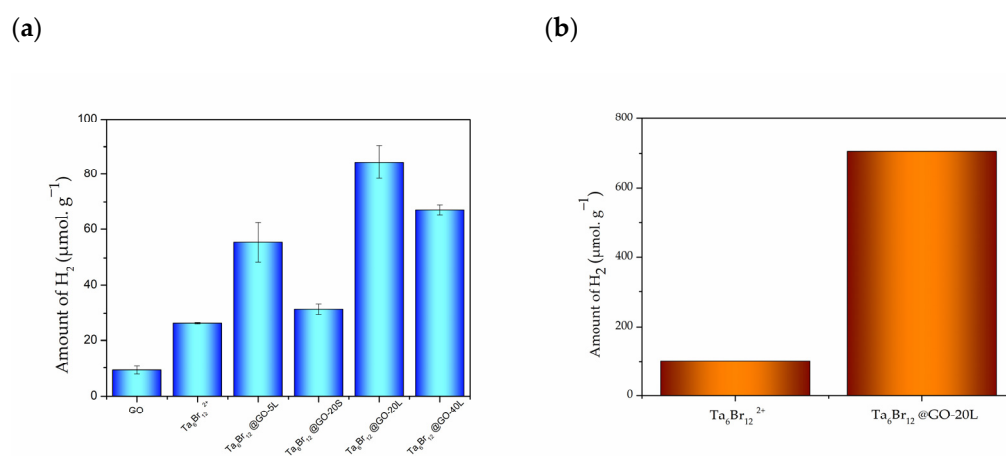 (a)
(b)
Amount of H₂ (μmol. g⁻¹)
100
80
60
40
20
0
GO
Ta₆Br₁₂ ²⁺
Ta₆Br₁₂ @GO-5L
Ta₆Br₁₂ @GO-20S
Ta₆Br₁₂ @GO-20L
Ta₆Br₁₂ @GO-40L
Amount of H₂ (μmol. g⁻¹)
800
600
400
200
0
Ta₆Br₁₂ ²⁺
Ta₆Br₁₂ @GO-20L